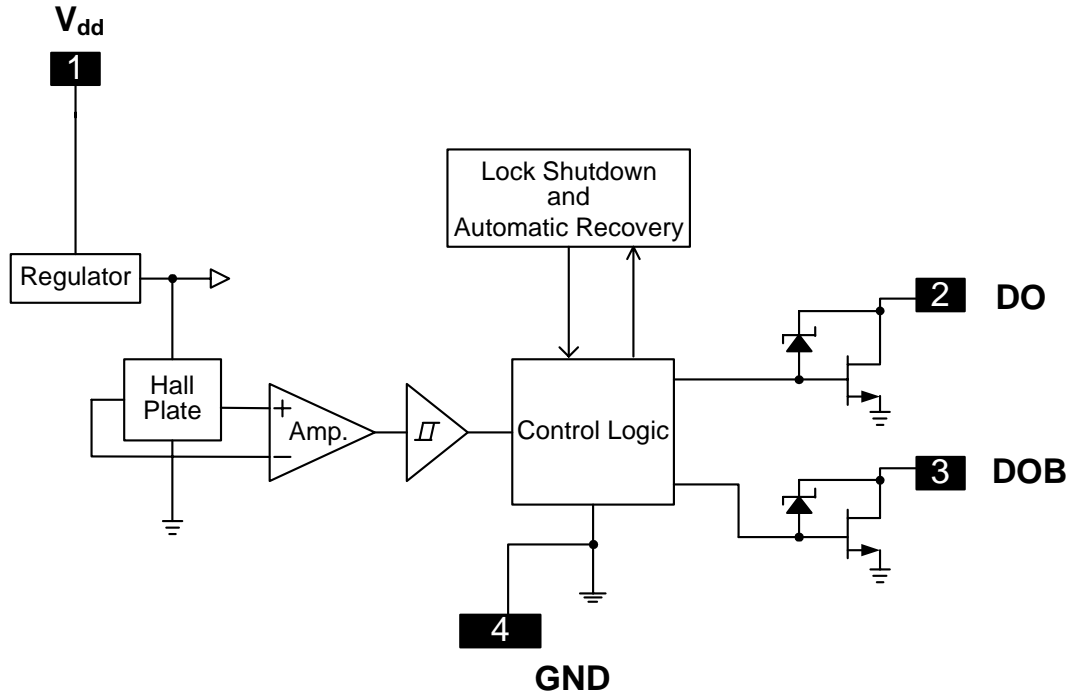 Vdd
1
Lock Shutdown
and
Automatic Recovery
Regulator
2 DO
Hall
Plate
+
Amp.
−
Control Logic
3 DOB
4
GND